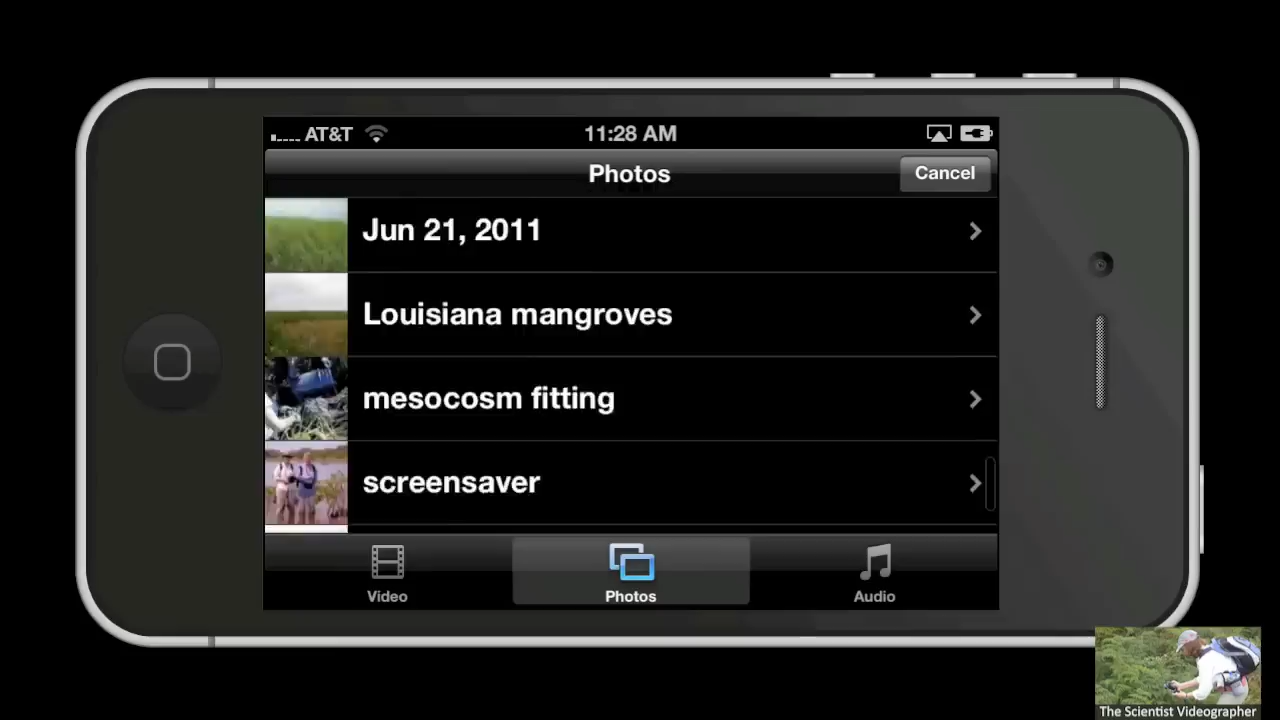 AT&T
11:28 AM
Photos
Cancel
Jun 21, 2011
Louisiana mangroves
mesocosm fitting
screensaver
Video
Photos
Audio
The Scientist Videographer